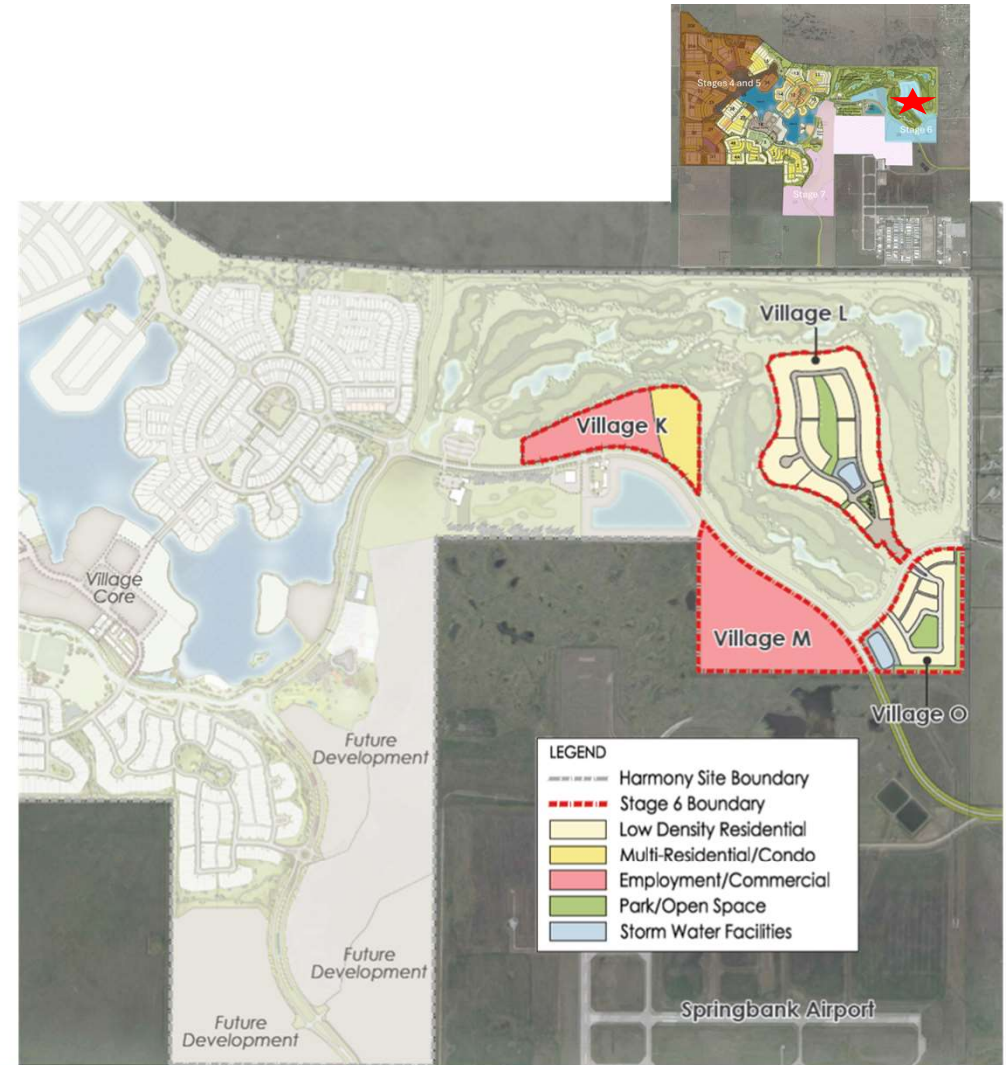 Stages 4 and 5
Stage 6
Stage 7
Village L
Village K
Village
Core
Village M
Village O
Future
Development
LEGEND
Harmony Site Boundary
Stage 6 Boundary
Low Density Residential
Multi-Residential/Condo
Employment/Commercial
Park/Open Space
Storm Water Facilities
Future
Development
Springbank Airport
Future
Development